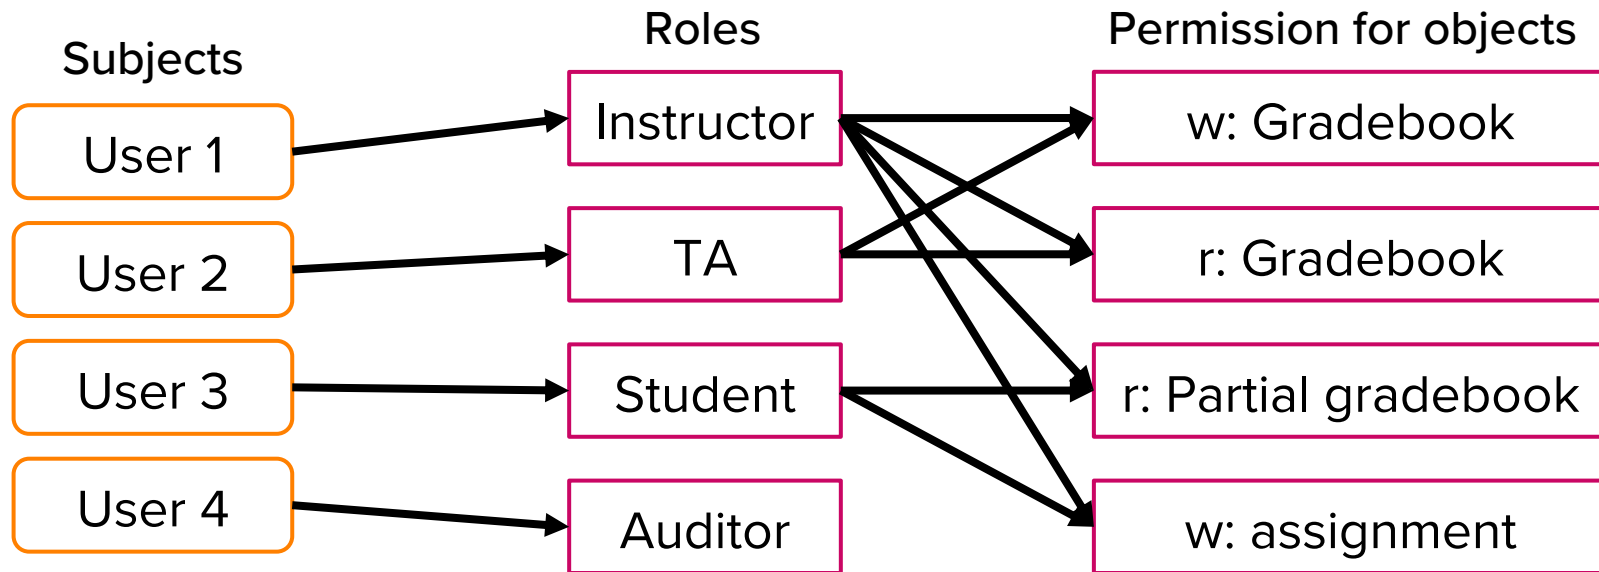 Subjects
Roles
Permission for objects
User 1
Instructor
w: Gradebook
User 2
TA
r: Gradebook
User 3
Student
r: Partial gradebook
User 4
Auditor
w: assignment